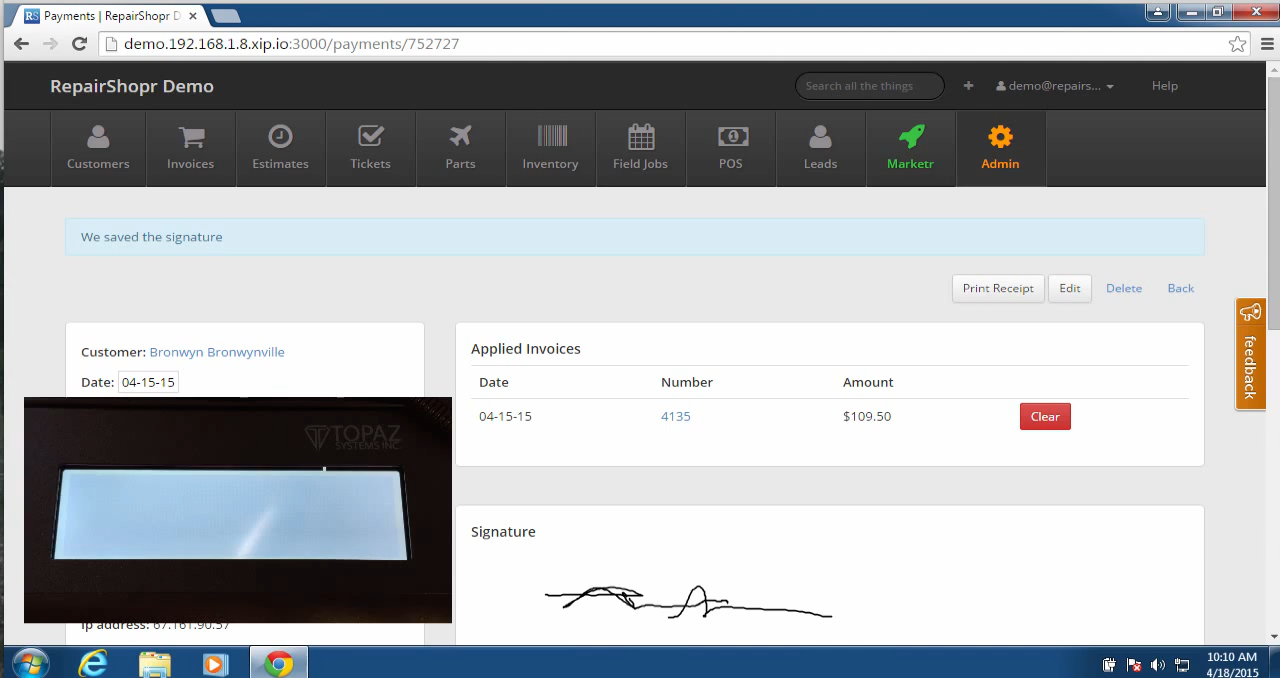 RS Payments | RepairShopr D
demo.192.168.1.8.xip.io:3000/payments/752727
RepairShopr Demo
Search all the things
demo@repairs...
Help
Customers
Invoices
Estimates
Tickets
Parts
Inventory
Field Jobs
POS
Leads
Marketr
Admin
We saved the signature
Print Receipt
Edit
Delete
Back
feedback
Customer: Bronwyn Bronwynville
Date: 04-15-15
Applied Invoices
Date Number Amount
04-15-15 4135 $109.50 Clear
TOPAZ
SYSTEMS INC.
Signature
Ip address: 67.161.90.57
10:10 AM
4/18/2015